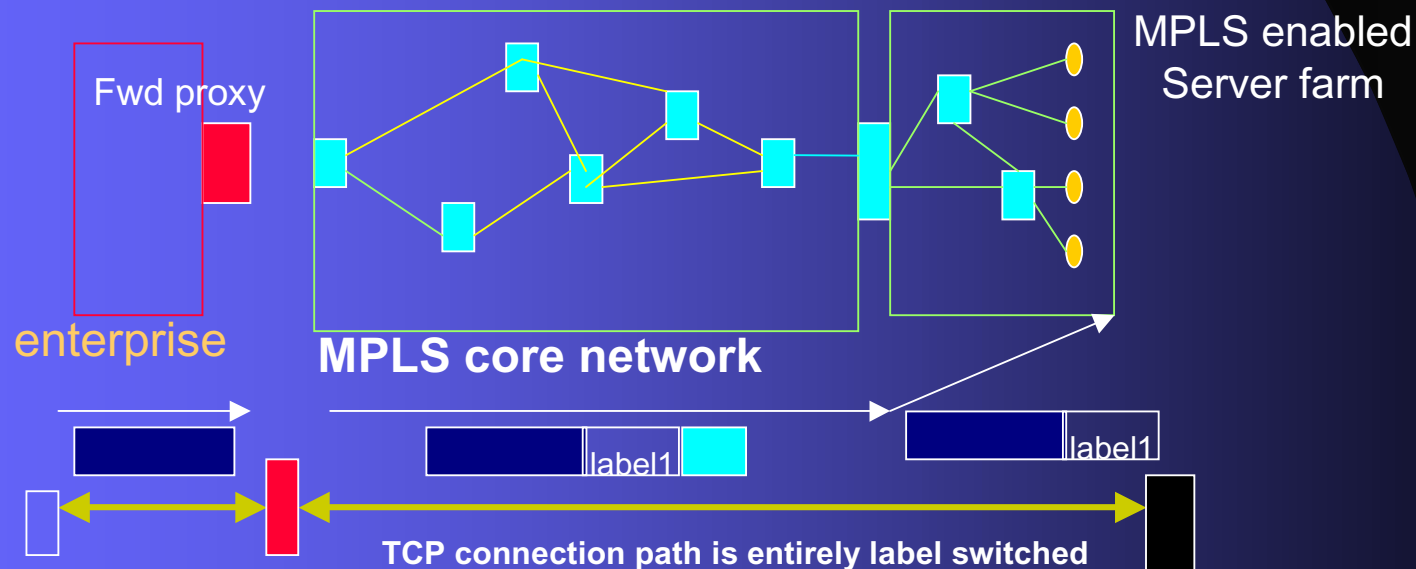 MPLS enabled
Server farm
Fwd proxy
enterprise
MPLS core network
label1
label1
TCP connection path is entirely label switched